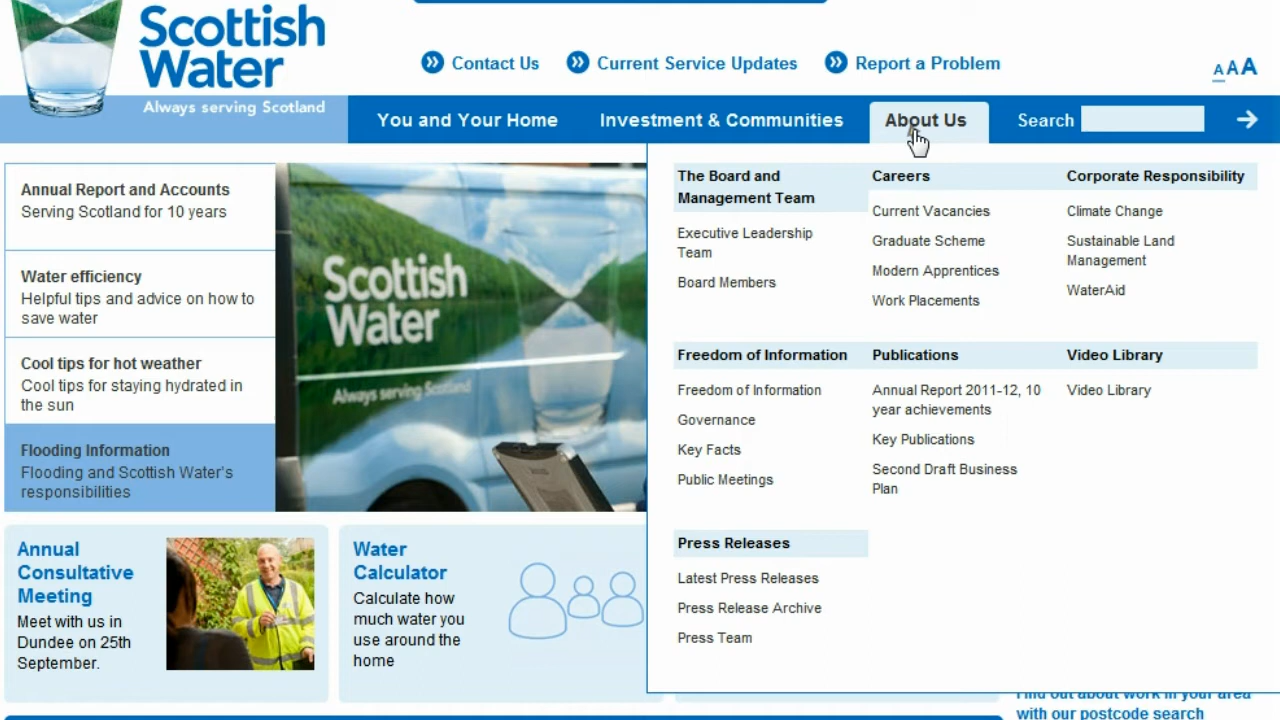 Scottish
Water
Always serving Scotland
Contact Us
Current Service Updates
Report a Problem
A A A
You and Your Home
Investment & Communities
About Us
Search
Annual Report and Accounts
Serving Scotland for 10 years
Water efficiency
Helpful tips and advice on how to
save water
Cool tips for hot weather
Cool tips for staying hydrated in
the sun
Flooding Information
Flooding and Scottish Water's
responsibilities
Scottish
Water
Always serving Scotland
The Board and
Management Team
Executive Leadership
Team
Board Members
Careers
Current Vacancies
Graduate Scheme
Modern Apprentices
Work Placements
Corporate Responsibility
Climate Change
Sustainable Land
Management
WaterAid
Freedom of Information
Freedom of Information
Governance
Key Facts
Public Meetings
Publications
Annual Report 2011-12, 10
year achievements
Key Publications
Second Draft Business
Plan
Video Library
Video Library
Press Releases
Latest Press Releases
Press Release Archive
Press Team
Annual
Consultative
Meeting
Meet with us in
Dundee on 25th
September.
Water
Calculator
Calculate how
much water you
use around the
home
Find out about work in your area
with our postcode search